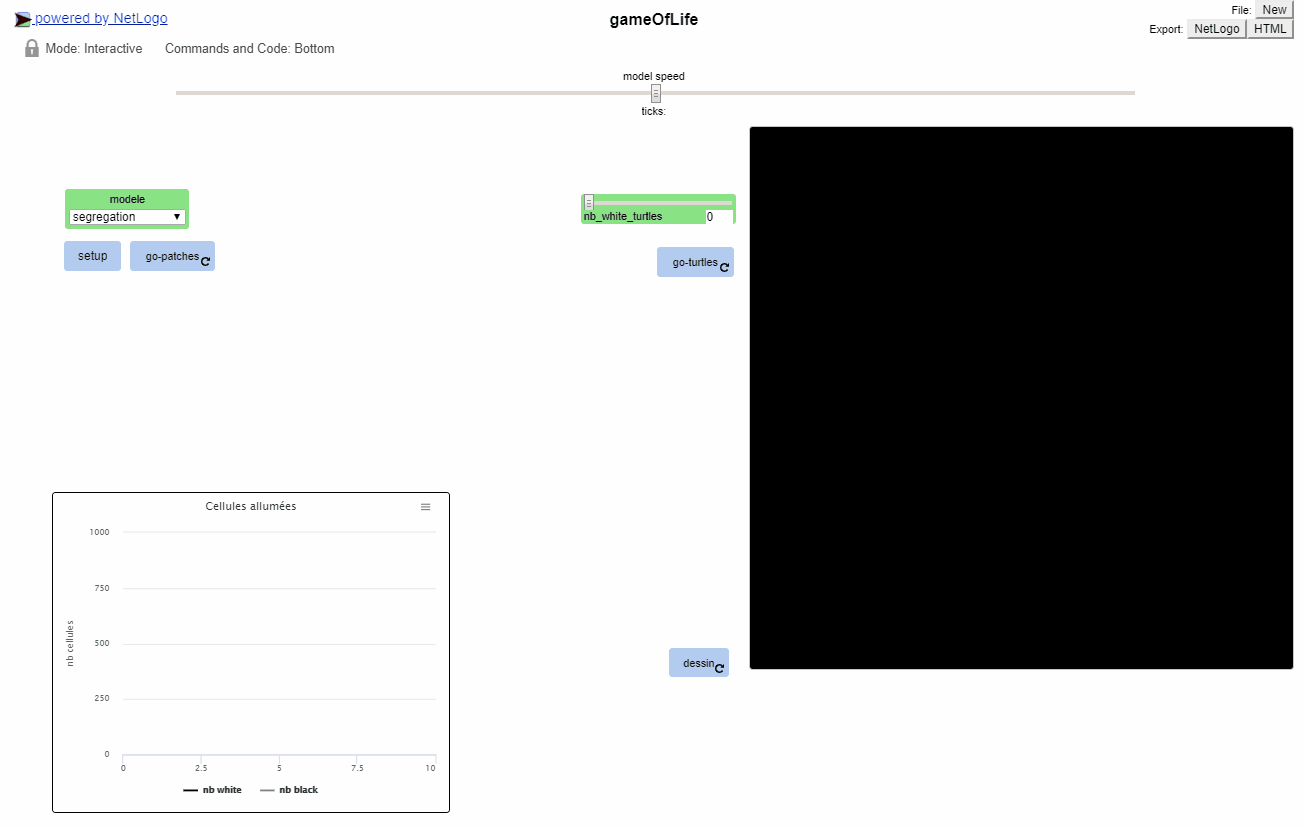 powered by NetLogo
gameOfLife
File: New
Export: NetLogo HTML
Mode: Interactive
Commands and Code: Bottom
model speed
ticks:
modele
segregation
setup
go-patches
nb_white_turtles
0
go-turtles
Cellules allumées
nb cellules
1000
750
500
250
0
0 2.5 5 7.5 10
nb white nb black
dessin